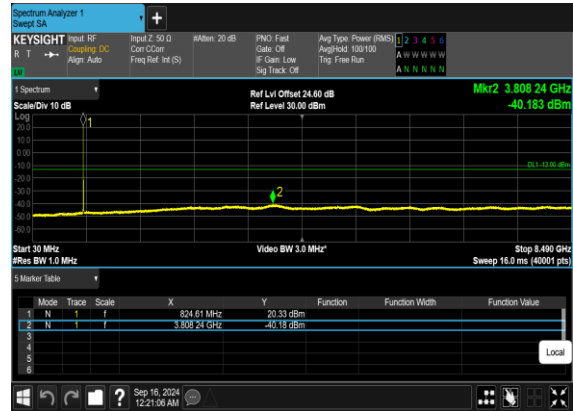 Spectrum Analyzer 1
Swept SA
+
KEYSIGHT Input: RF Input Z: 50 Ω #Atten: 20 dB PNO: Fast Avg Type: Power (RMS) 1 2 3 4 5 6
R T Coupling: DC Corr CCorr Gate: Off Avg|Hold: 100/100 A W W W W W
Align: Auto Freq Ref: Int (S) IF Gain: Low Trig: Free Run
LW Sig Track: Off A N N N N N
1 Spectrum Ref Lvl Offset 24.60 dB Mkr2 3.808 24 GHz
Scale/Div 10 dB Ref Level 30.00 dBm -40.183 dBm
Log
20.0 1
10.0
0.00
-10.0 DL1 -13.00 dBm
-20.0
-30.0
-40.0 2
-50.0
-60.0
Start 30 MHz Video BW 3.0 MHz* Stop 8.490 GHz
#Res BW 1.0 MHz Sweep 16.0 ms (40001 pts)
5 Marker Table
Mode Trace Scale X Y Function Function Width Function Value
1 N 1 f 824.61 MHz 20.33 dBm
2 N 1 f 3.808 24 GHz -40.18 dBm
3
4
5
6
Local
? Sep 16, 2024
12:21:06 AM